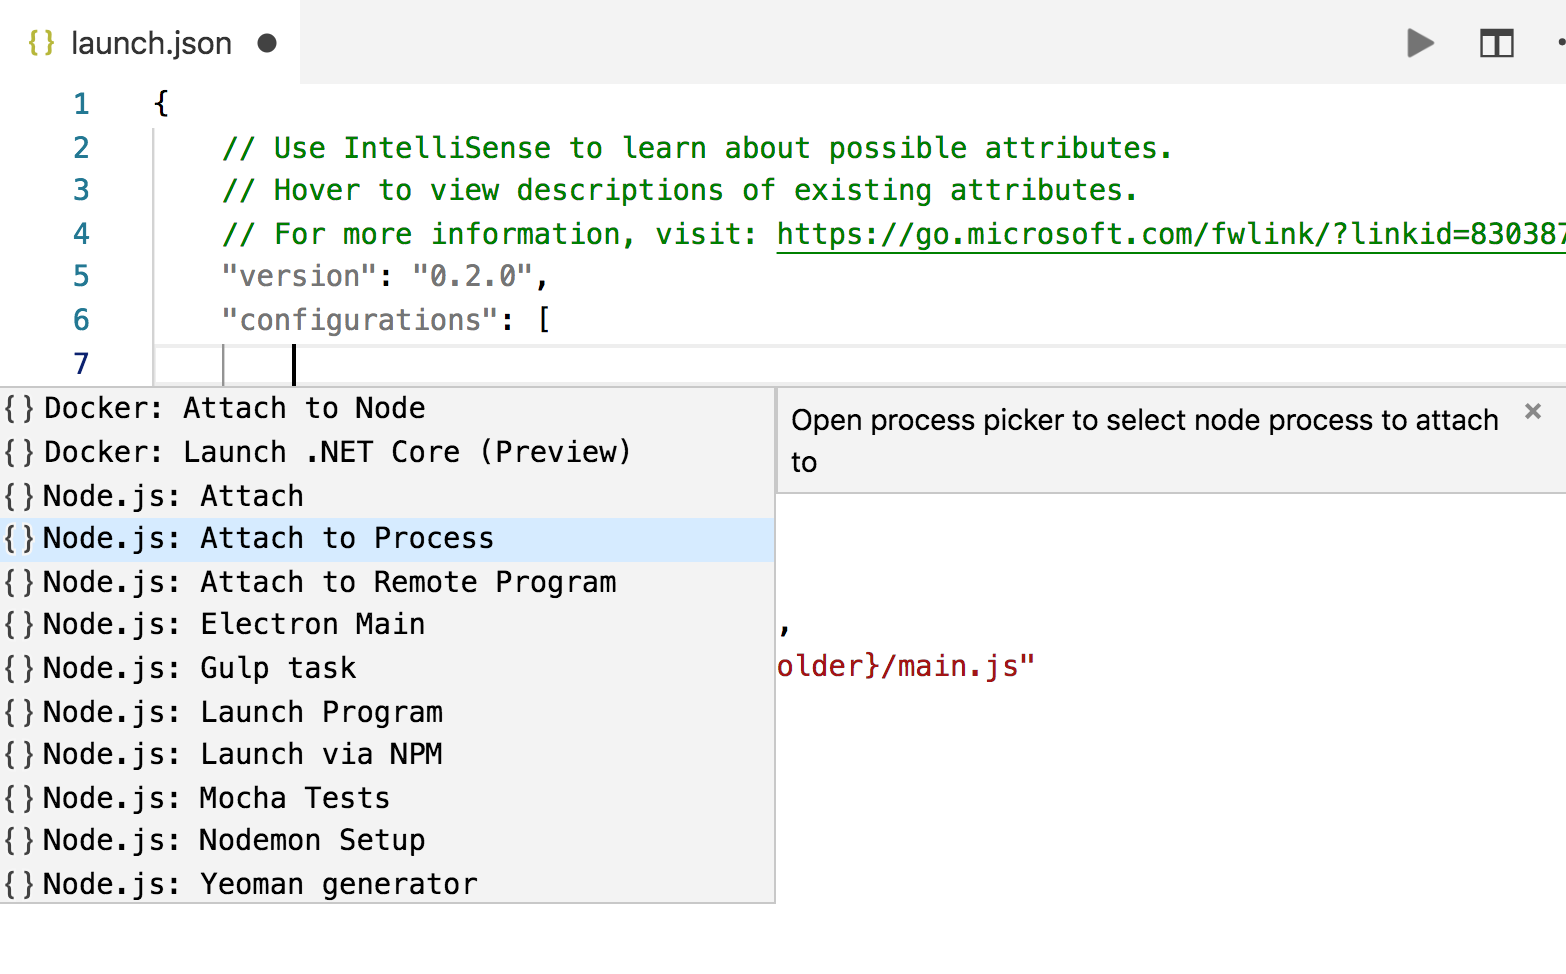 {} launch.json ●
1 {
2 // Use IntelliSense to learn about possible attributes.
3 // Hover to view descriptions of existing attributes.
4 // For more information, visit: https://go.microsoft.com/fwlink/?linkid=830387
5 "version": "0.2.0",
6 "configurations": [
7
{} Docker: Attach to Node
{} Docker: Launch .NET Core (Preview)
{} Node.js: Attach
{} Node.js: Attach to Process
{} Node.js: Attach to Remote Program
{} Node.js: Electron Main
{} Node.js: Gulp task
{} Node.js: Launch Program
{} Node.js: Launch via NPM
{} Node.js: Mocha Tests
{} Node.js: Nodemon Setup
{} Node.js: Yeoman generator
Open process picker to select node process to attach
to
,
older}/main.js"